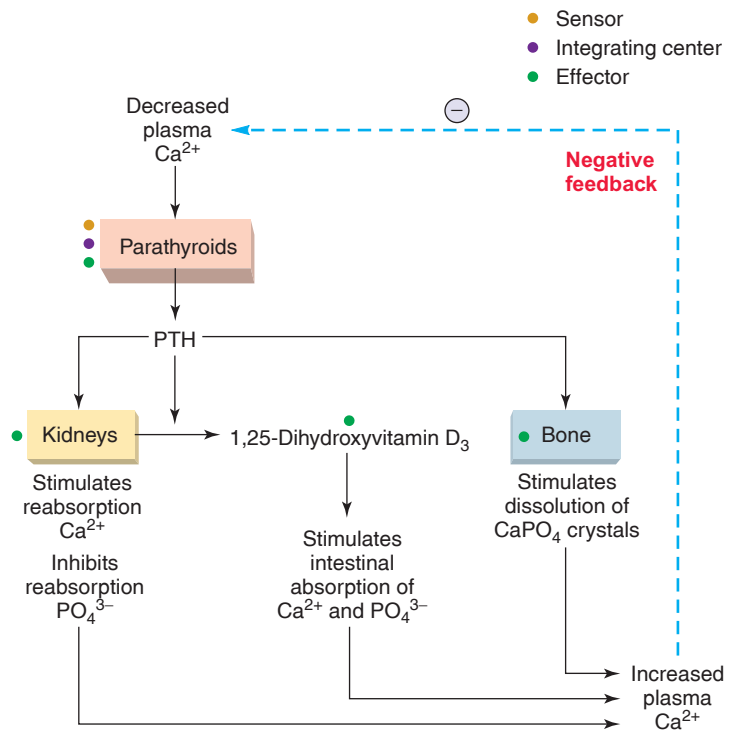 Sensor
Integrating center
Effector
Decreased
plasma
Ca²⁺
−
Negative
feedback
Parathyroids
PTH
Kidneys
1,25-Dihydroxyvitamin D₃
Bone
Stimulates
reabsorption
Ca²⁺
Inhibits
reabsorption
PO₄³⁻
Stimulates
intestinal
absorption of
Ca²⁺ and PO₄³⁻
Stimulates
dissolution of
CaPO₄ crystals
Increased
plasma
Ca²⁺